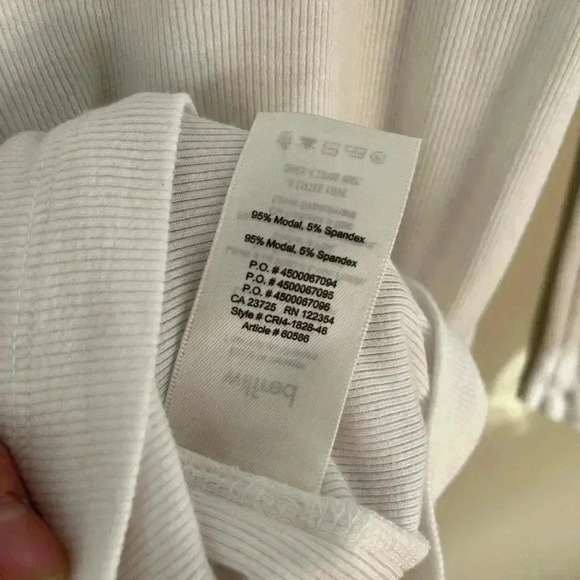 95% Modal, 5% Spandex
95% Modal, 5% Spandex
P.O. # 4500067094
P.O. # 4500067095
P.O. # 4500067096
CA 23725 RN 122354
Style # CRI4-1828-46
Article # 60586
wilfred